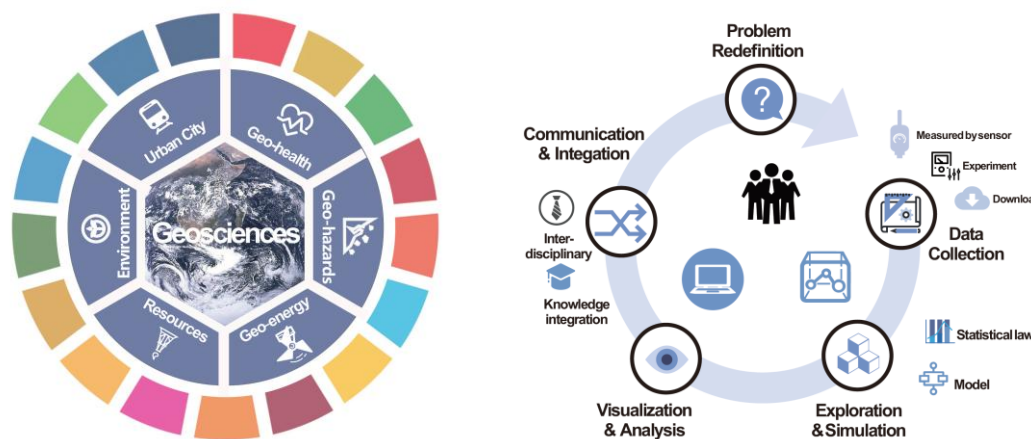 Urban City
Geo-health
Environment
Geosciences
Geo-hazards
Resources
Geo-energy
Problem
Redefinition
Communication
& Integation
Measured by sensor
Experiment
Download
Inter-
disciplinary
Data
Collection
Knowledge
integration
Statistical law
Model
Visualization
& Analysis
Exploration
& Simulation